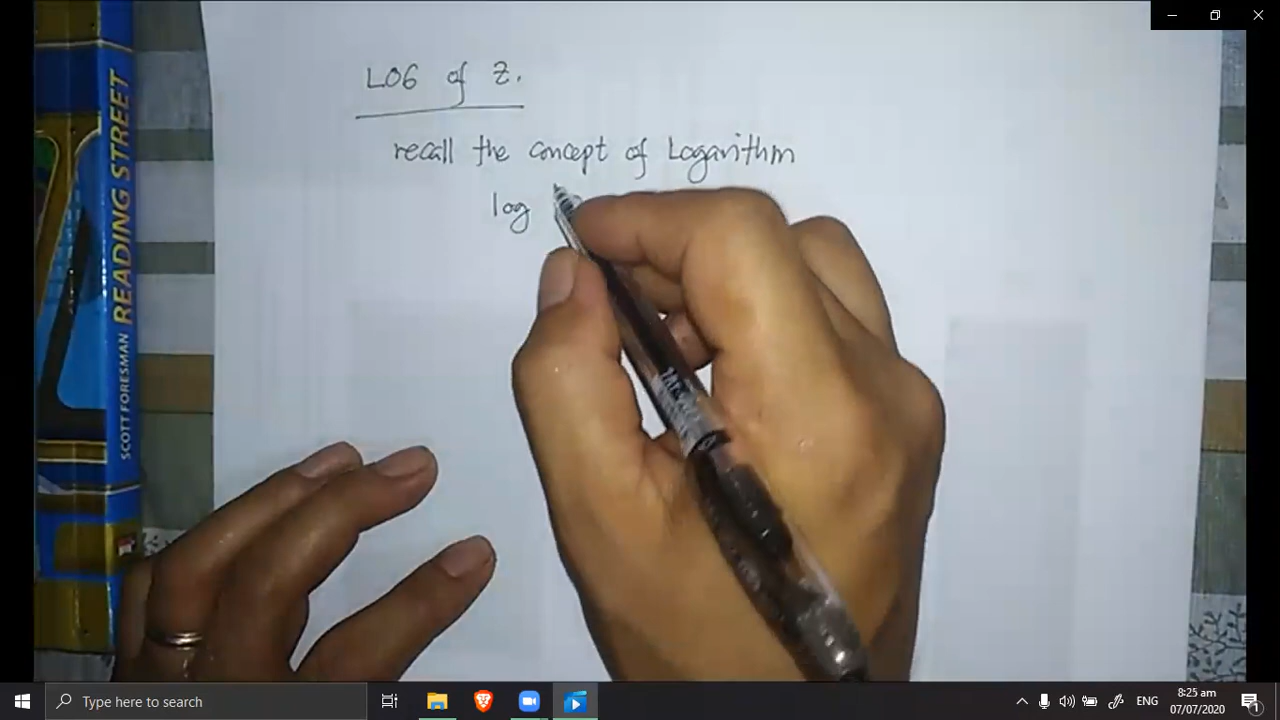 LOG of Z.
recall the concept of Logarithm
log
SCOTT FORESMAN READING STREET
Type here to search
ENG
8:25 am
07/07/2020
1